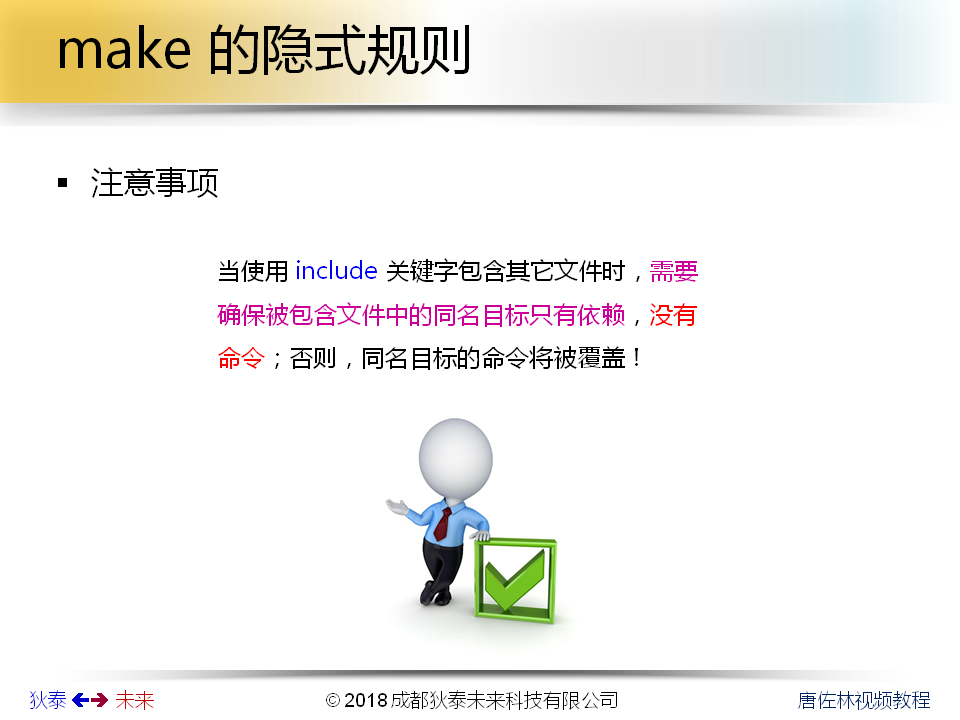 make 的隐式规则
注意事项
当使用 include 关键字包含其它文件时，需要
确保被包含文件中的同名目标只有依赖，没有
命令；否则，同名目标的命令将被覆盖！
狄泰 未来
© 2018 成都狄泰未来科技有限公司
唐佐林视频教程